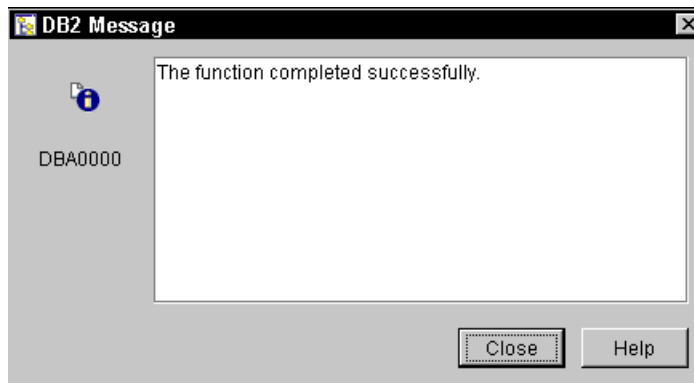 DB2 Message
The function completed successfully.
DBA0000
Close
Help